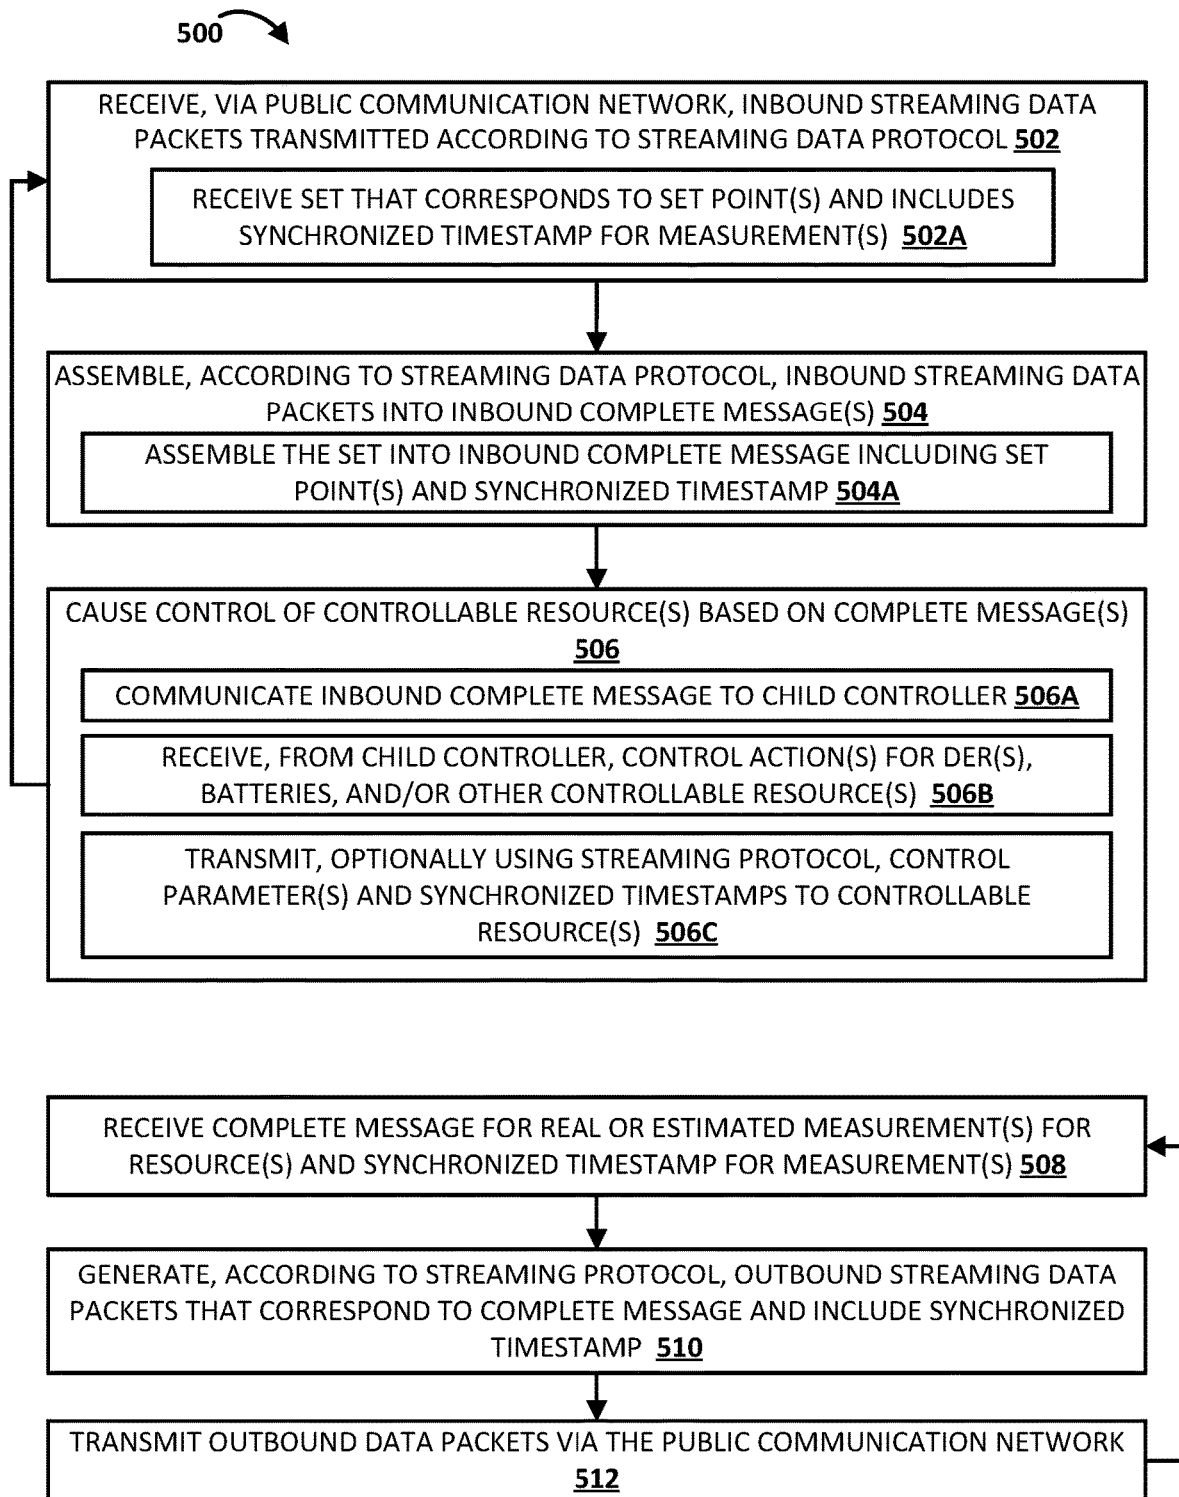 500
RECEIVE, VIA PUBLIC COMMUNICATION NETWORK, INBOUND STREAMING DATA
PACKETS TRANSMITTED ACCORDING TO STREAMING DATA PROTOCOL 502
RECEIVE SET THAT CORRESPONDS TO SET POINT(S) AND INCLUDES
SYNCHRONIZED TIMESTAMP FOR MEASUREMENT(S) 502A
ASSEMBLE, ACCORDING TO STREAMING DATA PROTOCOL, INBOUND STREAMING DATA
PACKETS INTO INBOUND COMPLETE MESSAGE(S) 504
ASSEMBLE THE SET INTO INBOUND COMPLETE MESSAGE INCLUDING SET
POINT(S) AND SYNCHRONIZED TIMESTAMP 504A
CAUSE CONTROL OF CONTROLLABLE RESOURCE(S) BASED ON COMPLETE MESSAGE(S)
506
COMMUNICATE INBOUND COMPLETE MESSAGE TO CHILD CONTROLLER 506A
RECEIVE, FROM CHILD CONTROLLER, CONTROL ACTION(S) FOR DER(S),
BATTERIES, AND/OR OTHER CONTROLLABLE RESOURCE(S) 506B
TRANSMIT, OPTIONALLY USING STREAMING PROTOCOL, CONTROL
PARAMETER(S) AND SYNCHRONIZED TIMESTAMPS TO CONTROLLABLE
RESOURCE(S) 506C
RECEIVE COMPLETE MESSAGE FOR REAL OR ESTIMATED MEASUREMENT(S) FOR
RESOURCE(S) AND SYNCHRONIZED TIMESTAMP FOR MEASUREMENT(S) 508
GENERATE, ACCORDING TO STREAMING PROTOCOL, OUTBOUND STREAMING DATA
PACKETS THAT CORRESPOND TO COMPLETE MESSAGE AND INCLUDE SYNCHRONIZED
TIMESTAMP 510
TRANSMIT OUTBOUND DATA PACKETS VIA THE PUBLIC COMMUNICATION NETWORK
512